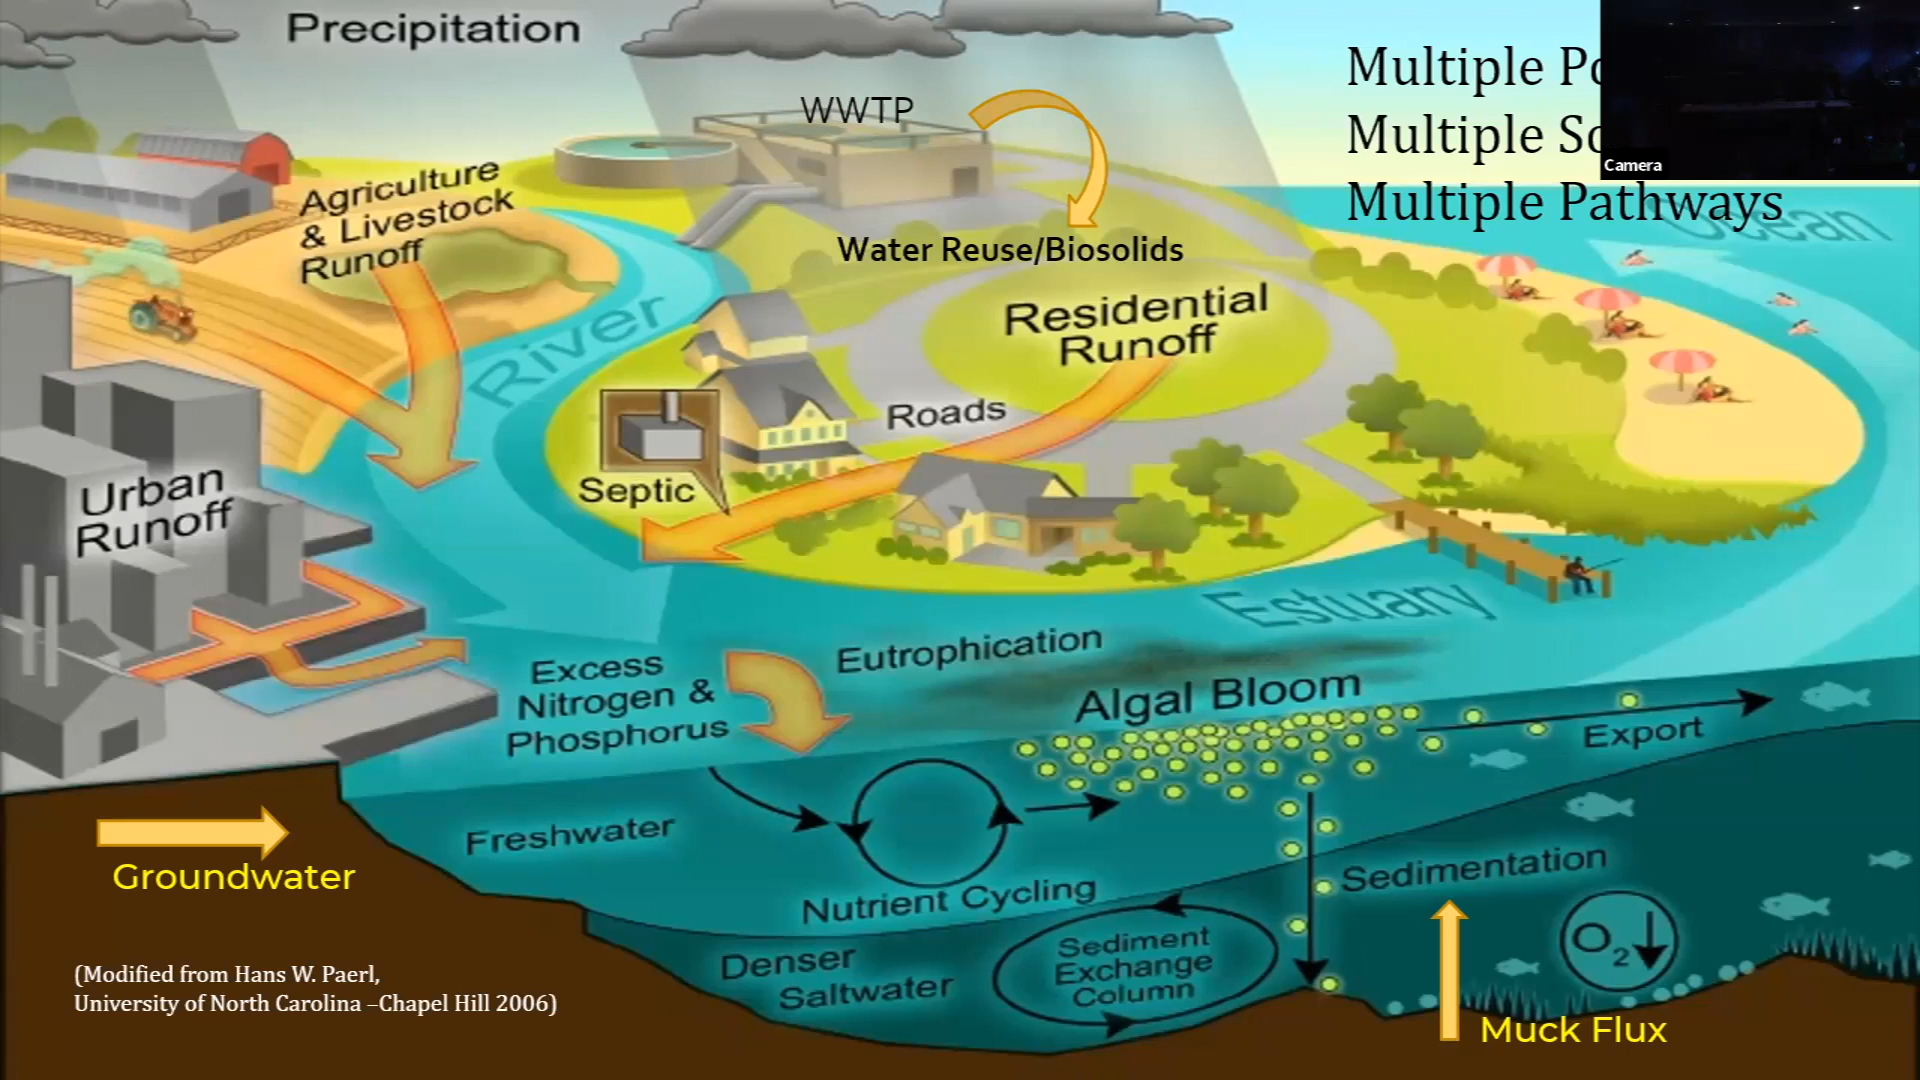 Precipitation
Multiple
Multiple
Multiple Pathways
Camera
WWTP
Agriculture
& Livestock
Runoff
Ocean
Water Reuse/Biosolids
River
Residential
Runoff
Roads
Septic
Urban
Runoff
Estuary
Eutrophication
Excess
Nitrogen &
Phosphorus
Algal Bloom
Export
Freshwater
Groundwater
Sedimentation
Nutrient Cycling
Denser
Saltwater
Sediment
Exchange
Column
O2
(Modified from Hans W. Paerl,
University of North Carolina –Chapel Hill 2006)
Muck Flux